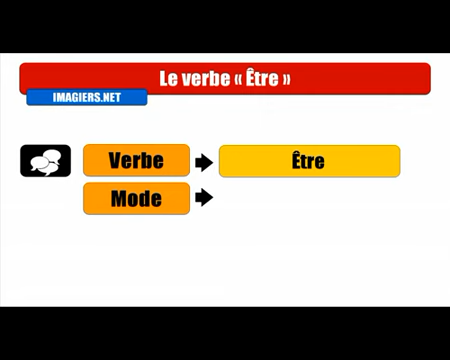 Le verbe « Être »
IMAGIERS.NET
Verbe
Être
Mode